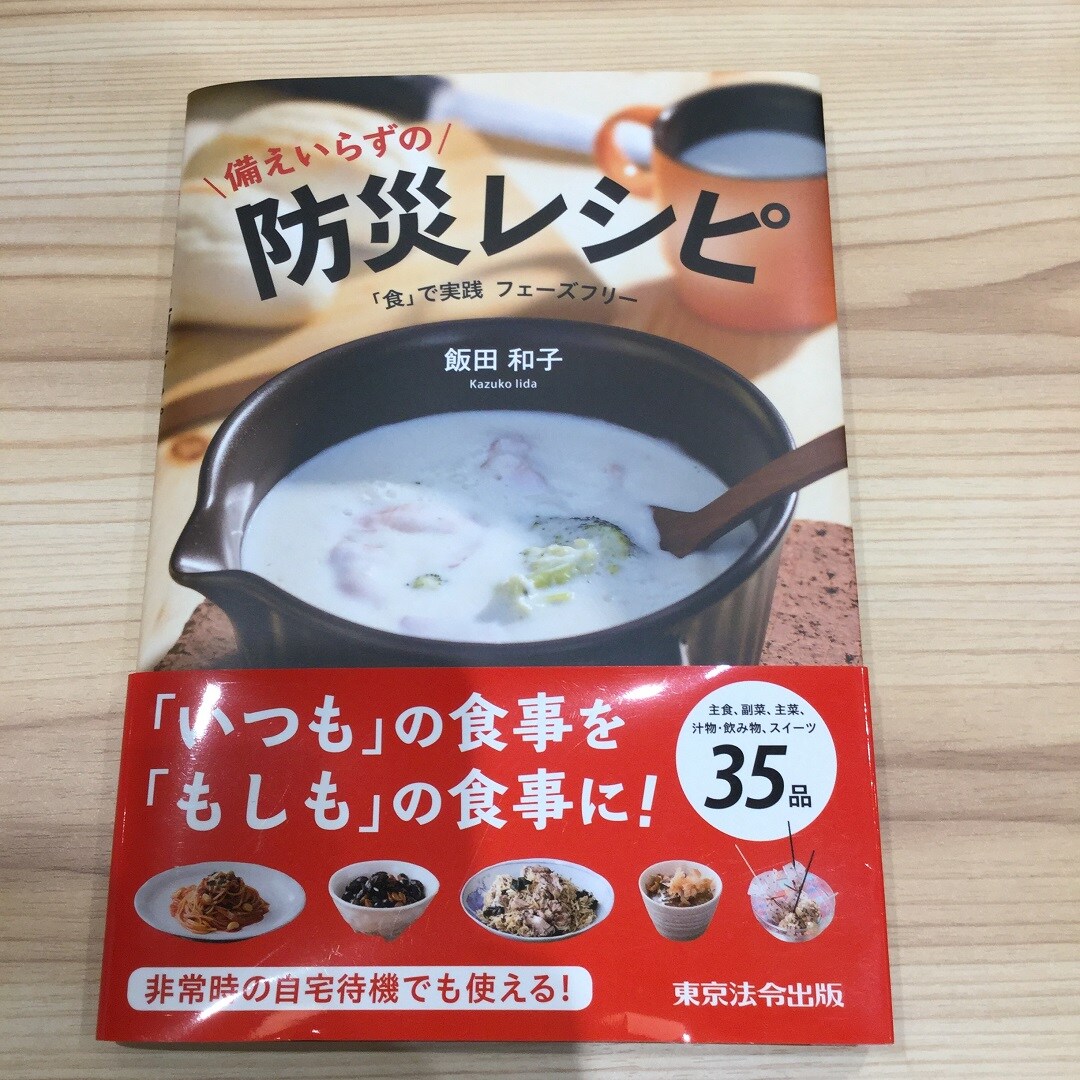 備えいらずの
防災レシピ
「食」で実践 フェーズフリー
飯田 和子
Kazuko Iida
「いつも」の食事を
「もしも」の食事に!
主食、副菜、主菜、
汁物・飲み物、スイーツ
35品
非常時の自宅待機でも使える!
東京法令出版